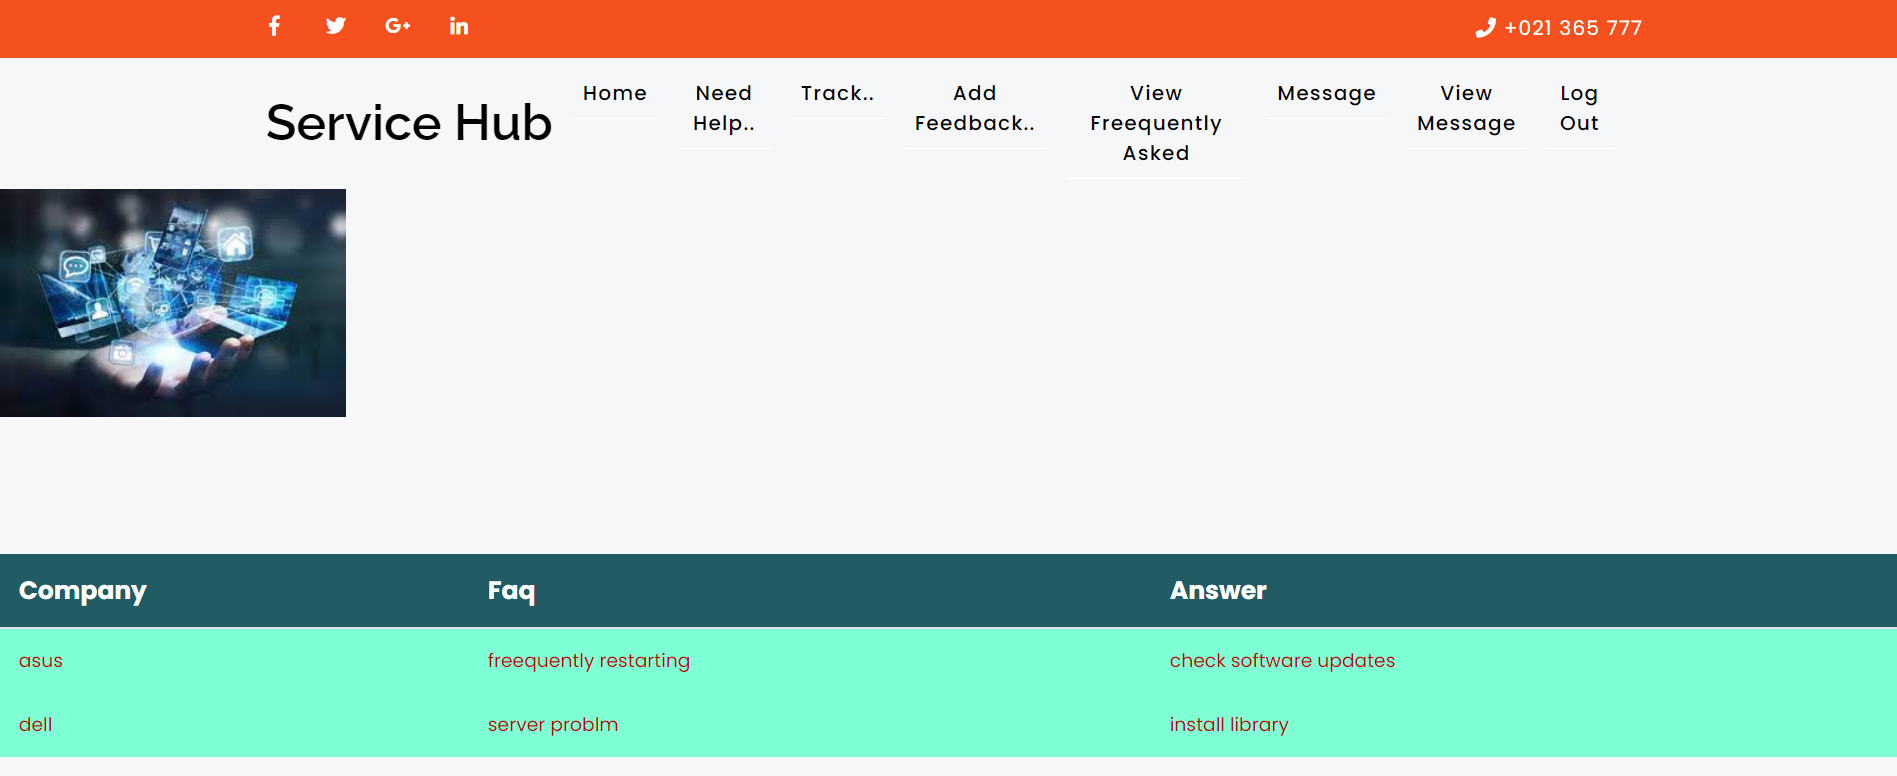 +021 365 777
Service Hub
Home
Need
Help..
Track..
Add
Feedback..
View
Freequently
Asked
Message
View
Message
Log
Out
Company Faq Answer
asus freequently restarting check software updates
dell server problm install library